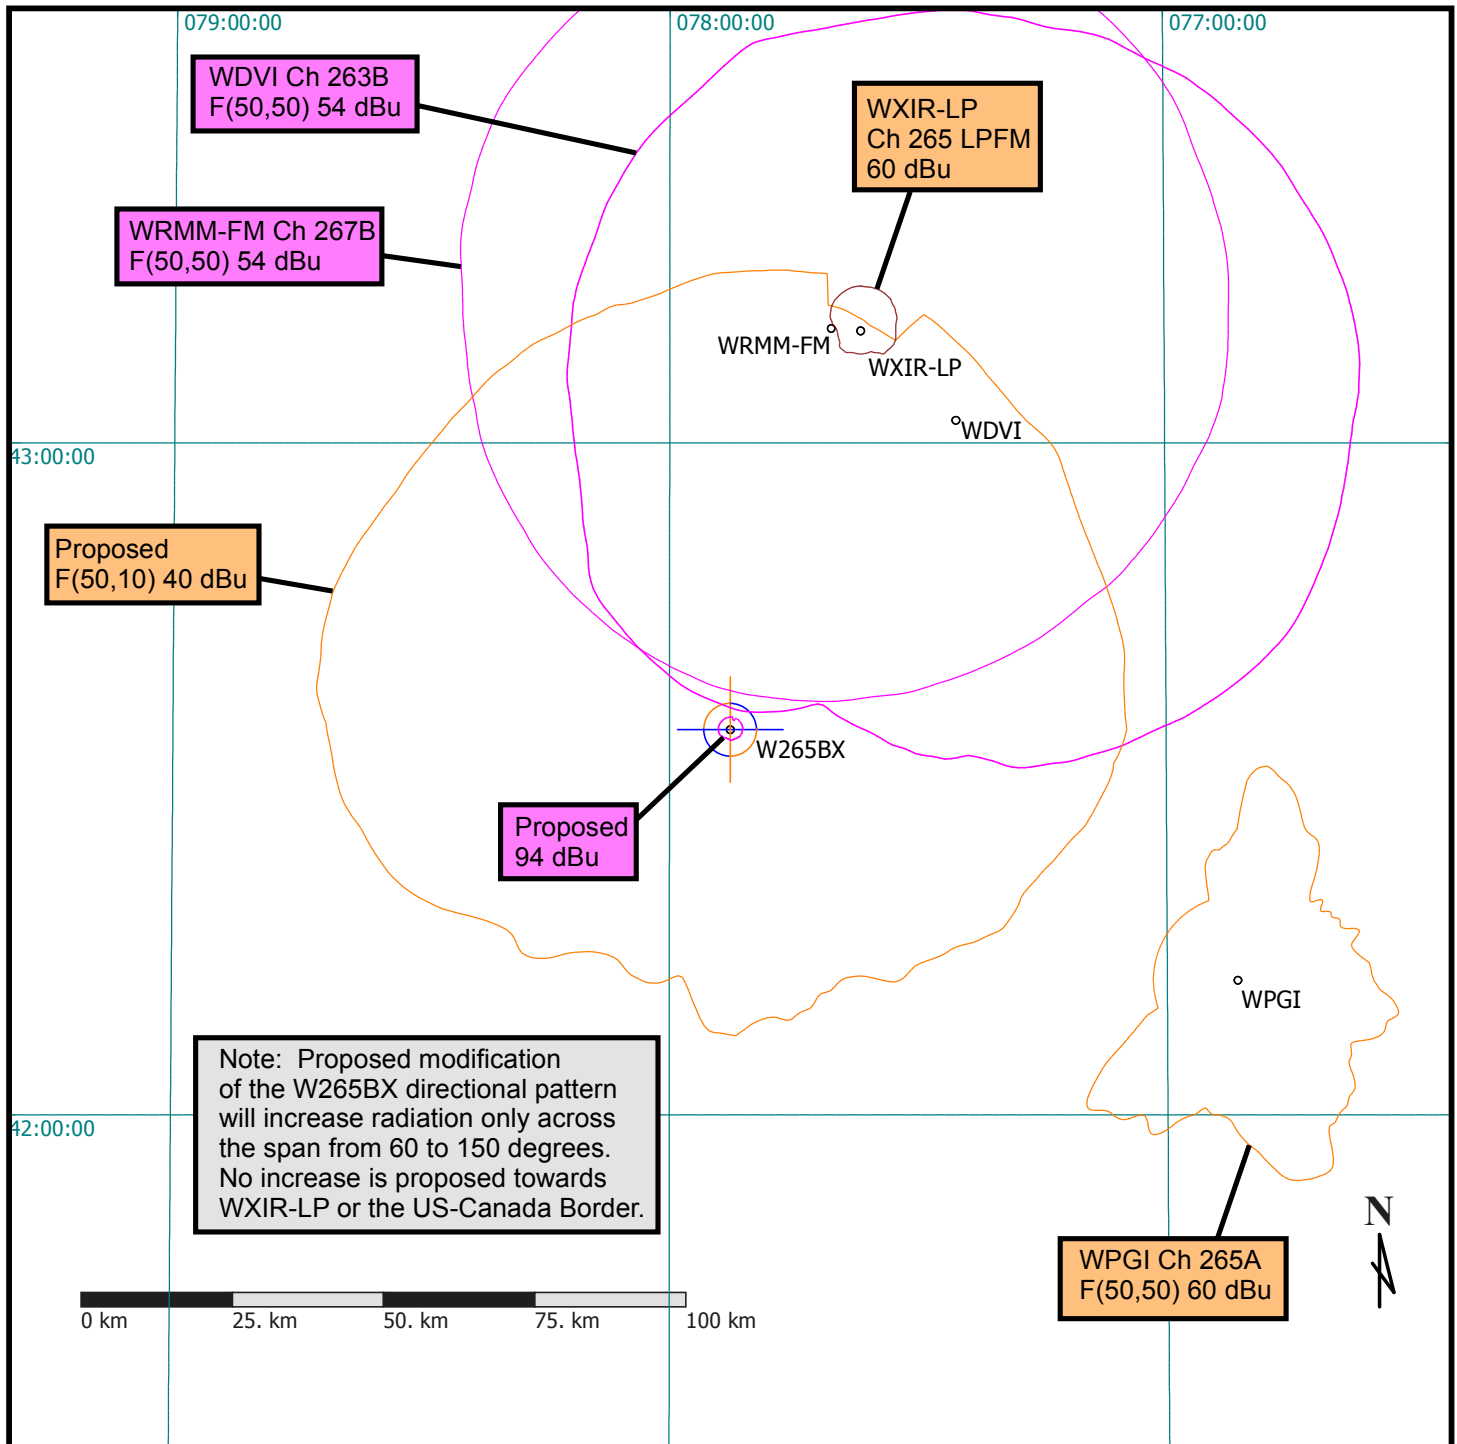 079:00:00
078:00:00
077:00:00
WDVI Ch 263B
F(50,50) 54 dBu
WXIR-LP
Ch 265 LPFM
60 dBu
WRMM-FM Ch 267B
F(50,50) 54 dBu
WRMM-FM
WXIR-LP
WDVI
43:00:00
Proposed
F(50,10) 40 dBu
W265BX
Proposed
94 dBu
WPGI
Note: Proposed modification
of the W265BX directional pattern
will increase radiation only across
the span from 60 to 150 degrees.
No increase is proposed towards
WXIR-LP or the US-Canada Border.
42:00:00
N
WPGI Ch 265A
F(50,50) 60 dBu
0 km
25. km
50. km
75. km
100 km